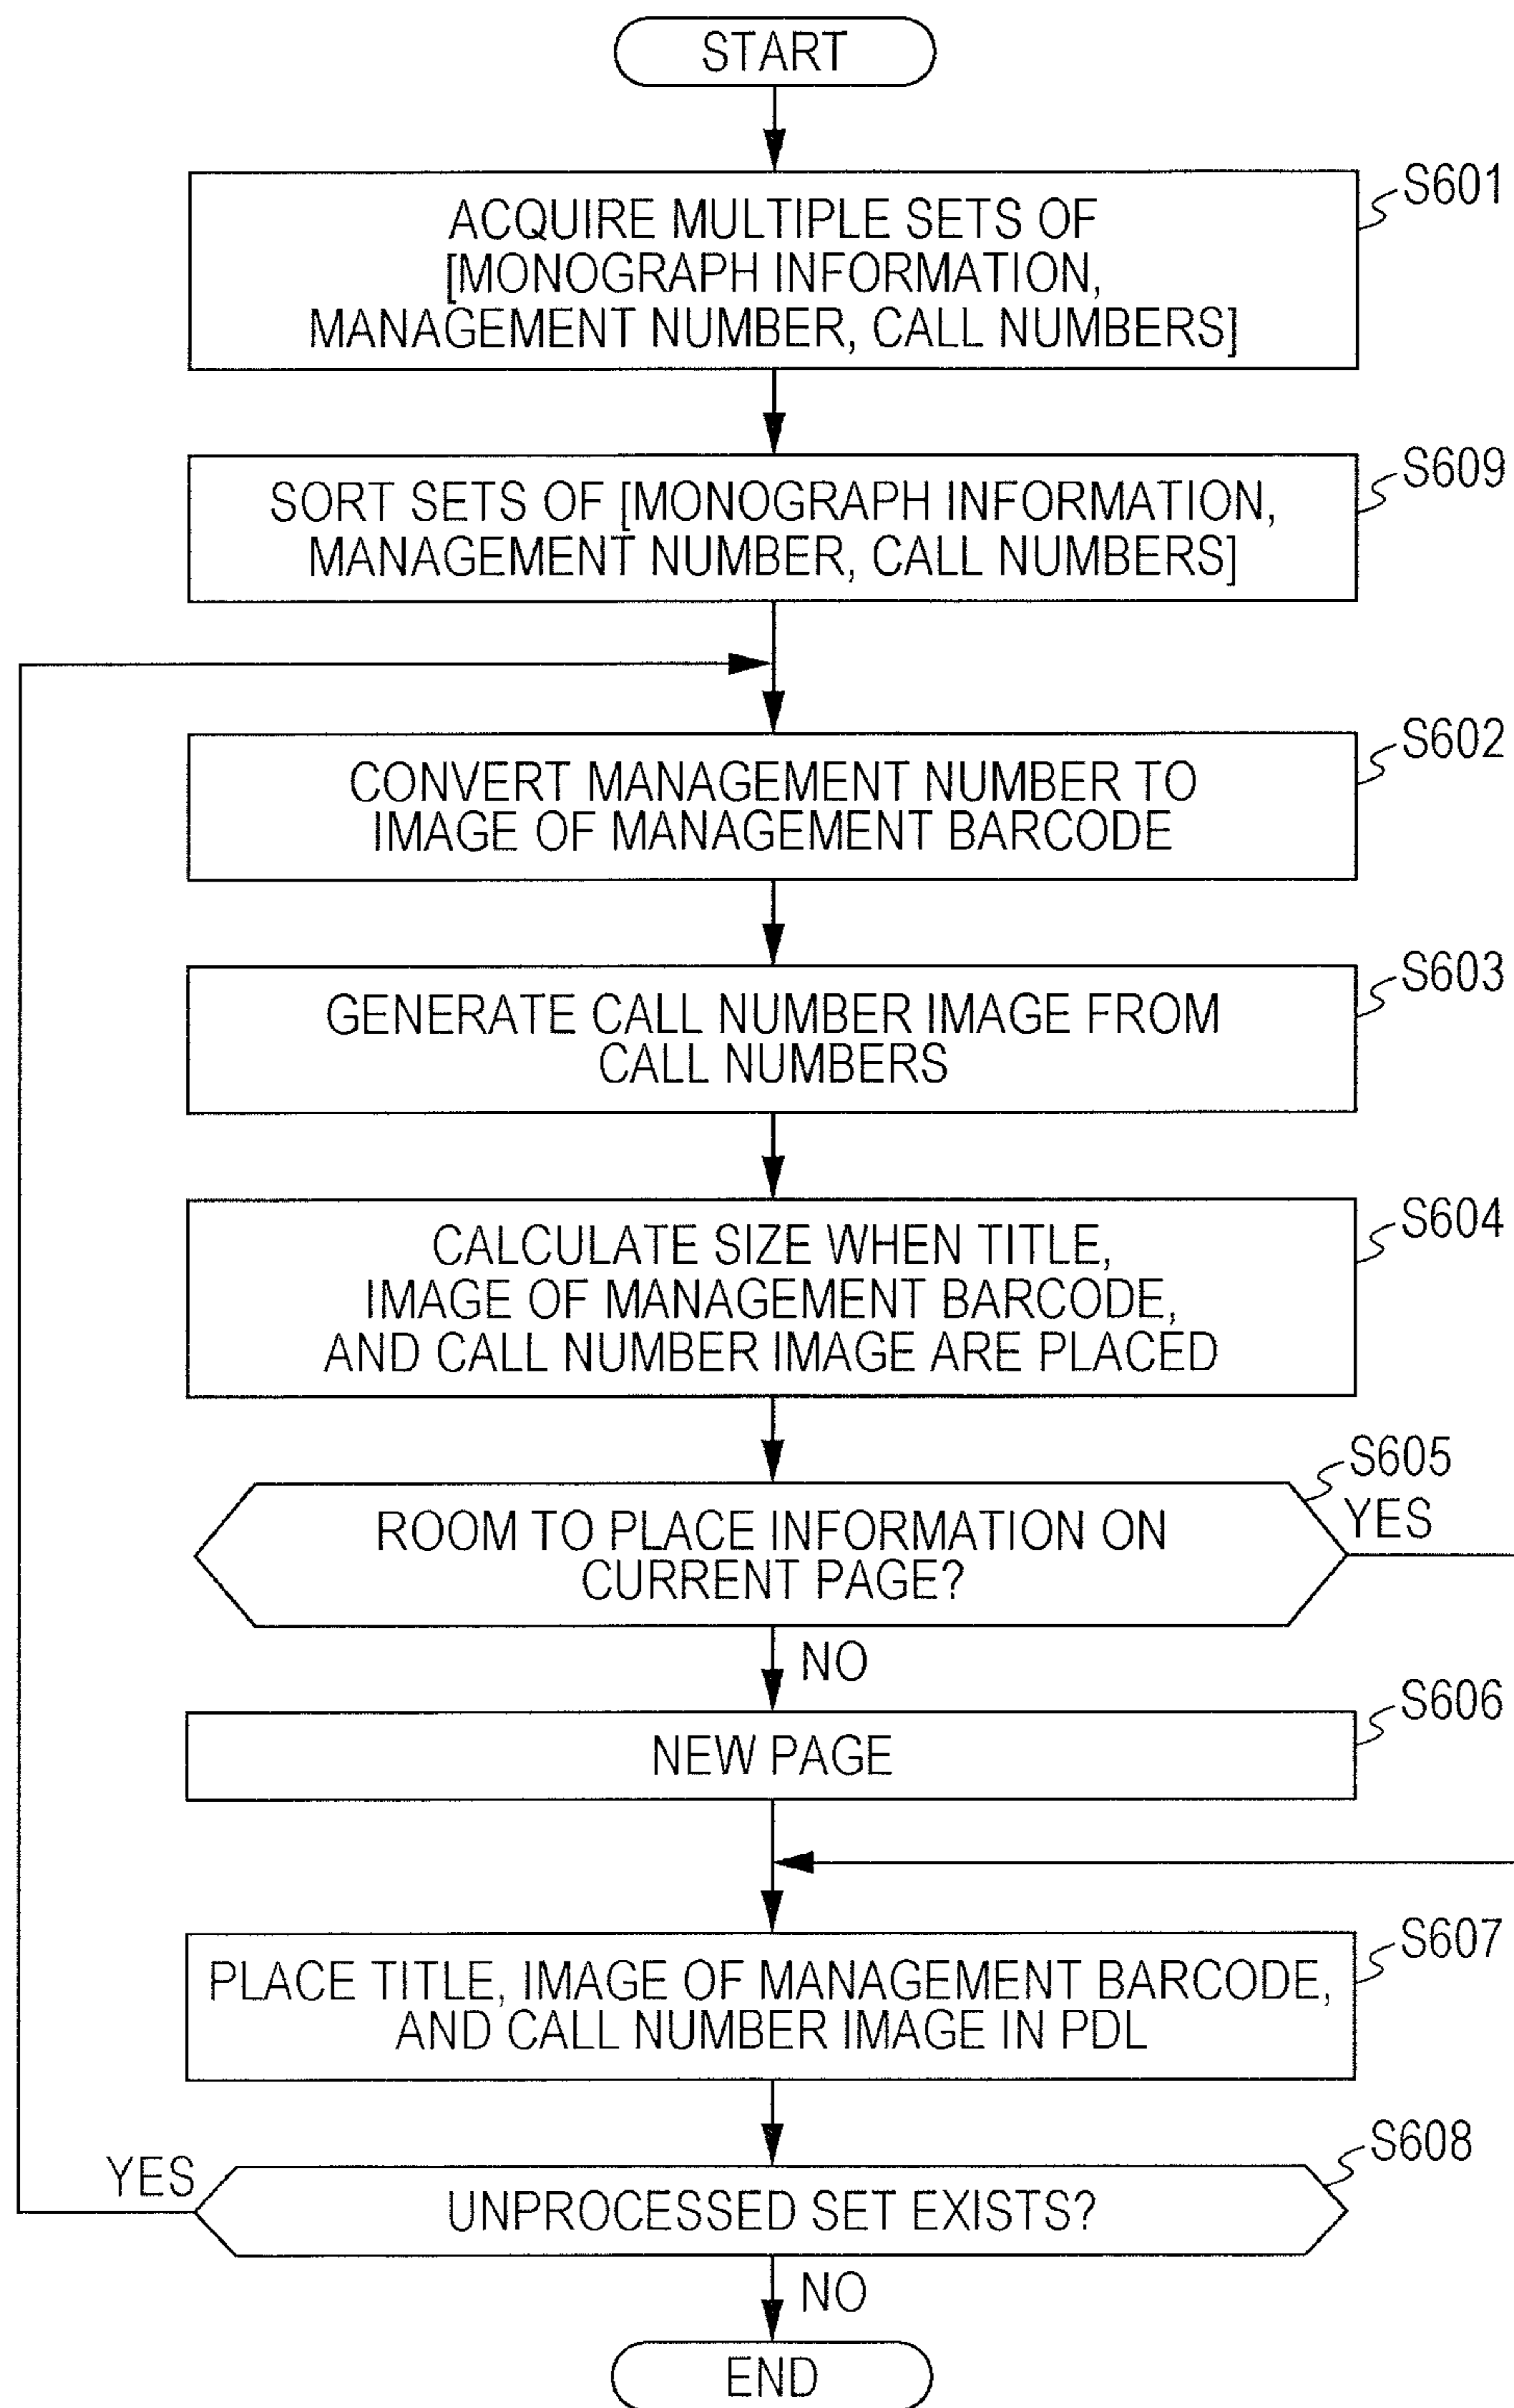 START
S601
ACQUIRE MULTIPLE SETS OF
[MONOGRAPH INFORMATION,
MANAGEMENT NUMBER, CALL NUMBERS]
S609
SORT SETS OF [MONOGRAPH INFORMATION,
MANAGEMENT NUMBER, CALL NUMBERS]
S602
CONVERT MANAGEMENT NUMBER TO
IMAGE OF MANAGEMENT BARCODE
S603
GENERATE CALL NUMBER IMAGE FROM
CALL NUMBERS
S604
CALCULATE SIZE WHEN TITLE,
IMAGE OF MANAGEMENT BARCODE,
AND CALL NUMBER IMAGE ARE PLACED
S605
YES
ROOM TO PLACE INFORMATION ON
CURRENT PAGE?
NO
S606
NEW PAGE
S607
PLACE TITLE, IMAGE OF MANAGEMENT BARCODE,
AND CALL NUMBER IMAGE IN PDL
S608
YES
UNPROCESSED SET EXISTS?
NO
END